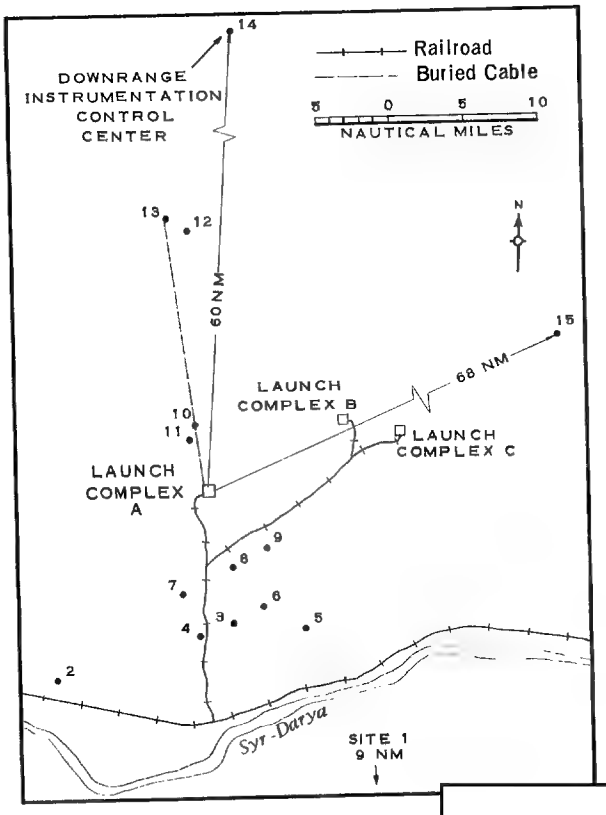 14
DOWNRANGE
INSTRUMENTATION
CONTROL
CENTER
Railroad
Buried Cable
5 0 5 10
NAUTICAL MILES
13
12
N
60 NM
15
68 NM
LAUNCH
COMPLEX B
10
11
LAUNCH
COMPLEX C
LAUNCH
COMPLEX
A
9
8
7
6
3
5
4
2
Syr-Darya
SITE 1
9 NM